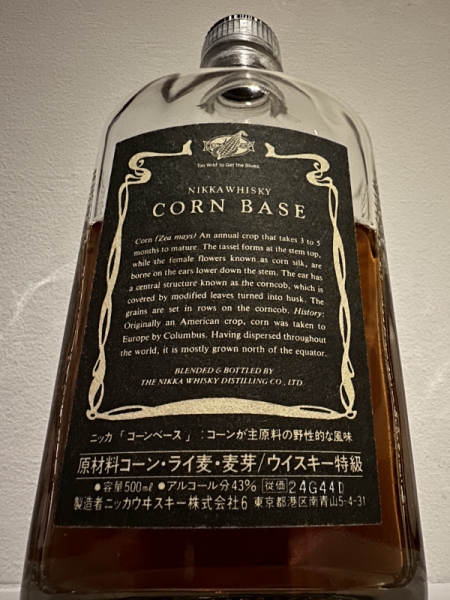 Too Wild to Get the Blues.
NIKKA WHISKY
CORN BASE
Corn (Zea mays) An annual crop that takes 3 to 5
months to mature. The tassel forms at the stem top,
while the female flowers known as corn silk, are
borne on the ears lower down the stem. The ear has
a central structure known as the corncob, which is
covered by modified leaves turned into husk. The
grains are set in rows on the corncob. History:
Originally an American crop, corn was taken to
Europe by Columbus. Having dispersed throughout
the world, it is mostly grown north of the equator.
BLENDED & BOTTLED BY
THE NIKKA WHISKY DISTILLING CO., LTD.
ニッカ「コーンベース」:コーンが主原料の野性的な風味
原材料コーン・ライ麦・麦芽/ウイスキー特級
●容量500ml ●アルコール分43% 従価 24G44D
製造者ニッカウヰスキー株式会社6 東京都港区南青山5-4-31